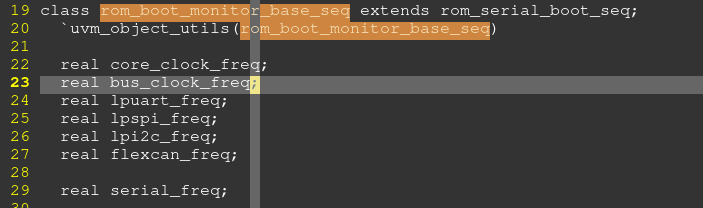 19 class rom_boot_monitor_base_seq extends rom_serial_boot_seq;
20   `uvm_object_utils(rom_boot_monitor_base_seq)
21
22   real core_clock_freq;
23   real bus_clock_freq;
24   real lpuart_freq;
25   real lpspi_freq;
26   real lpi2c_freq;
27   real flexcan_freq;
28
29   real serial_freq;
30